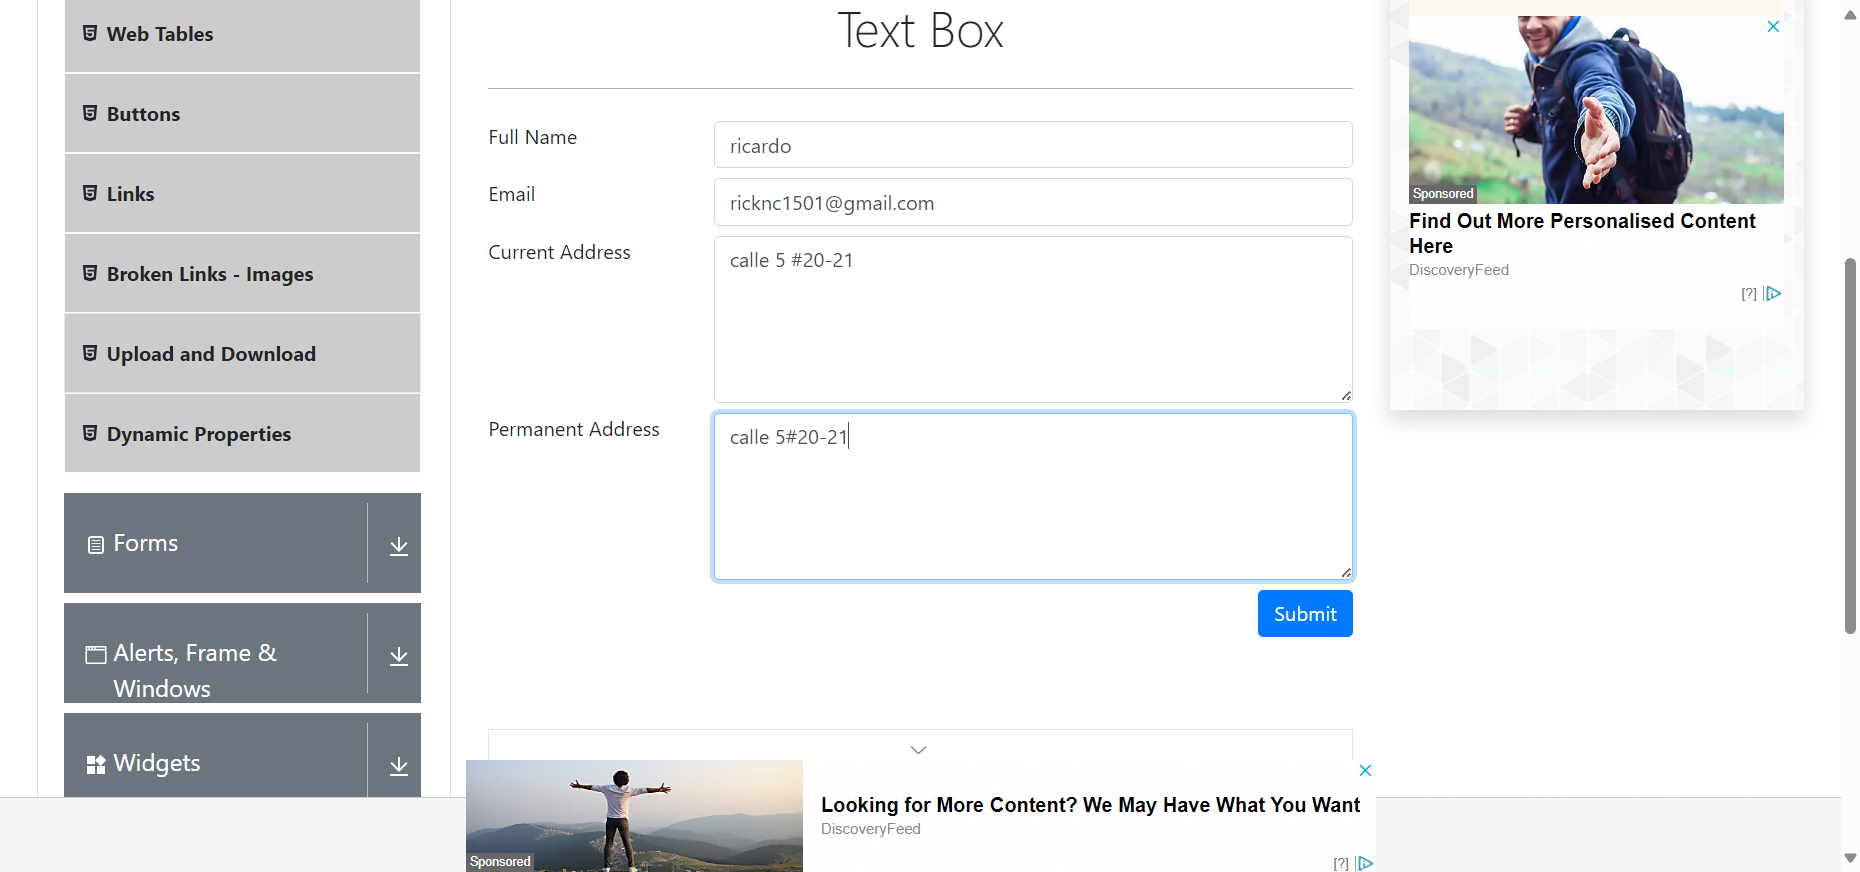 Web Tables
Buttons
Links
Broken Links - Images
Upload and Download
Dynamic Properties
Forms
Alerts, Frame &
Windows
Widgets
Text Box
Full Name
ricardo
Email
ricknc1501@gmail.com
Current Address
calle 5 #20-21
Permanent Address
calle 5#20-21
Submit
Sponsored
Find Out More Personalised Content
Here
DiscoveryFeed
[?]
Sponsored
Looking for More Content? We May Have What You Want
DiscoveryFeed
[?]